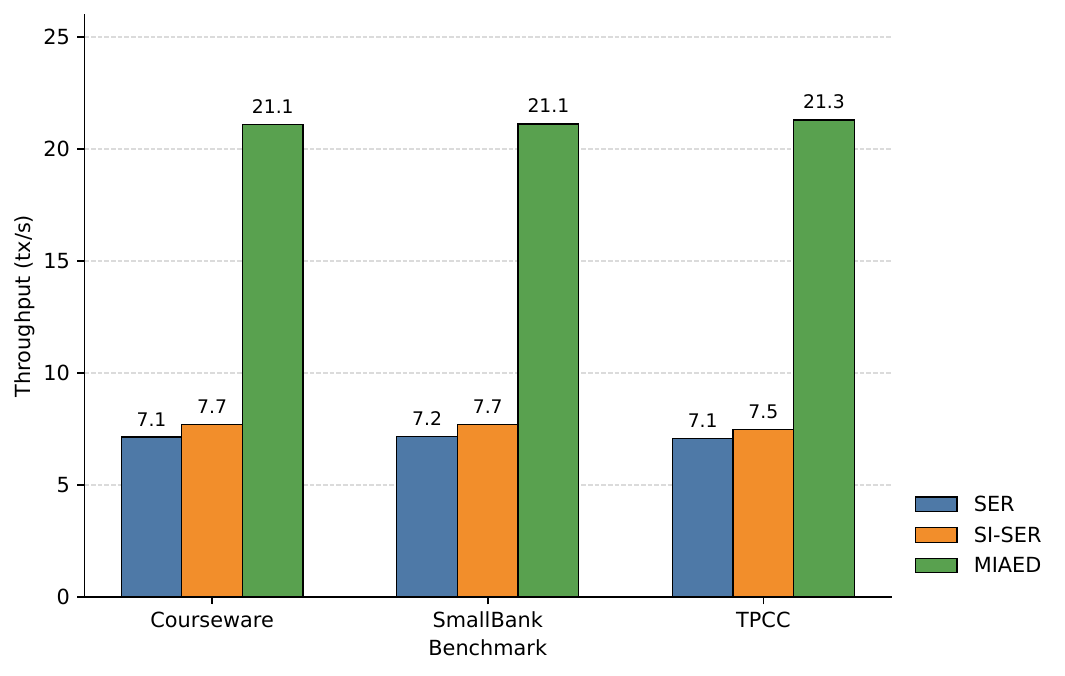 25
20
15
10
5
0
Throughput (tx/s)
7.1
7.7
21.1
7.2
7.7
21.1
7.1
7.5
21.3
Courseware
SmallBank
TPCC
Benchmark
SER
SI-SER
MIAED